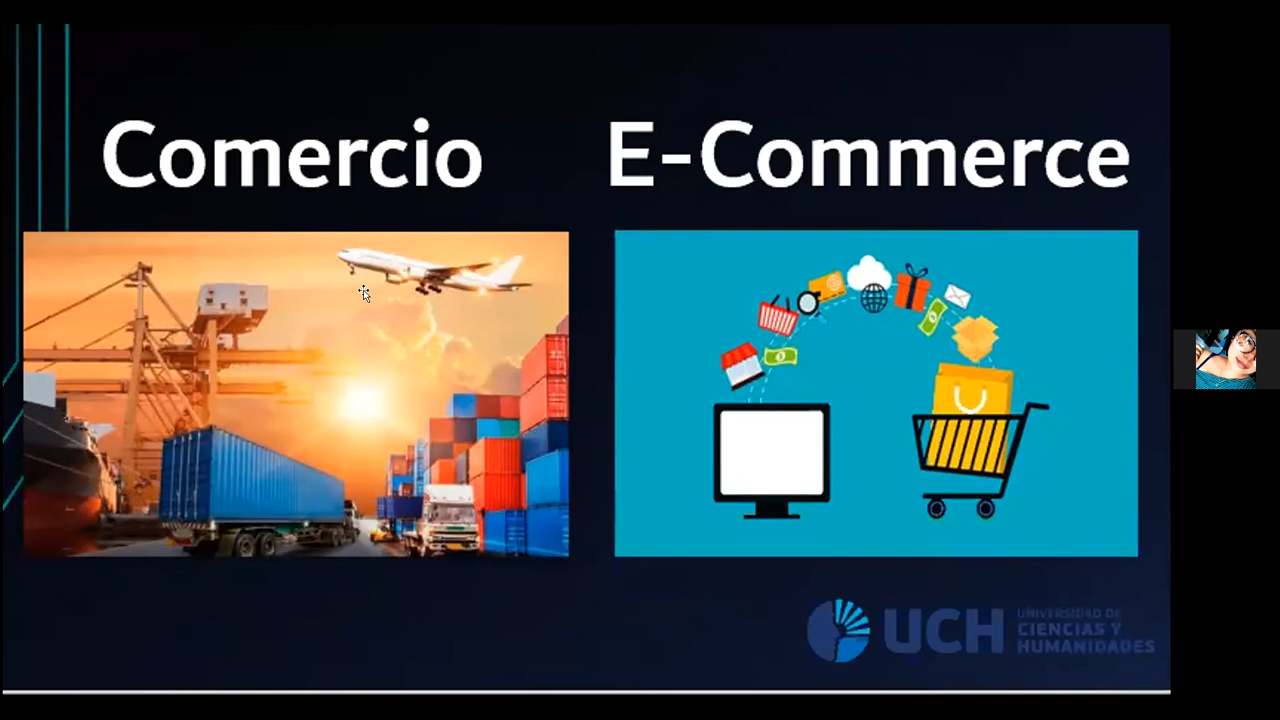 Comercio
E-Commerce
UCH
UNIVERSIDAD DE
CIENCIAS Y
HUMANIDADES